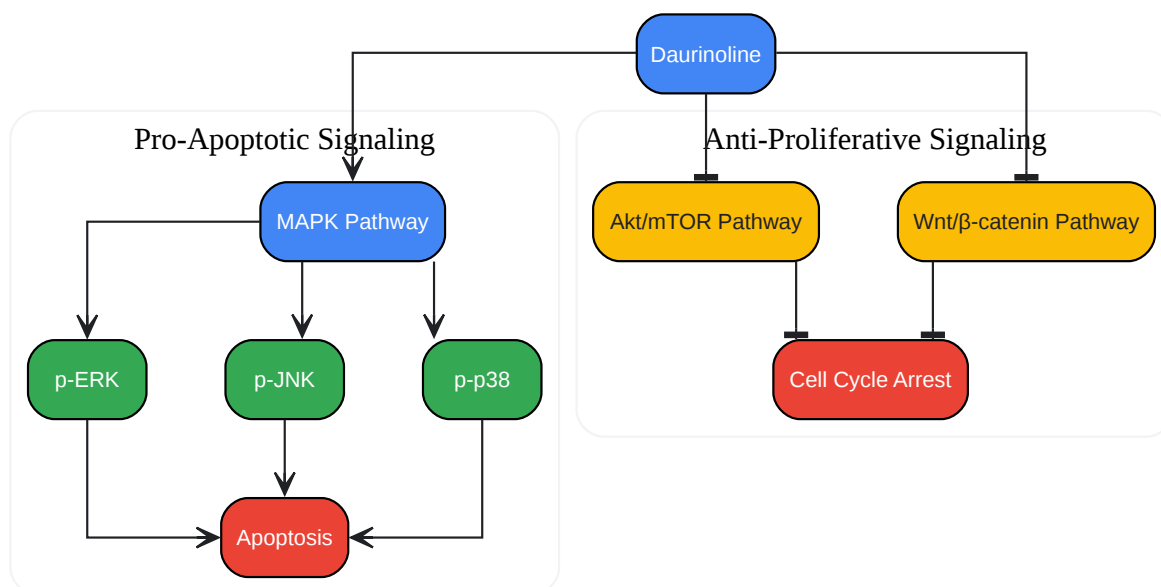 Daurinoline
Pro-Apoptotic Signaling
Anti-Proliferative Signaling
MAPK Pathway
Akt/mTOR Pathway
Wnt/β-catenin Pathway
p-ERK
p-JNK
p-p38
Cell Cycle Arrest
Apoptosis